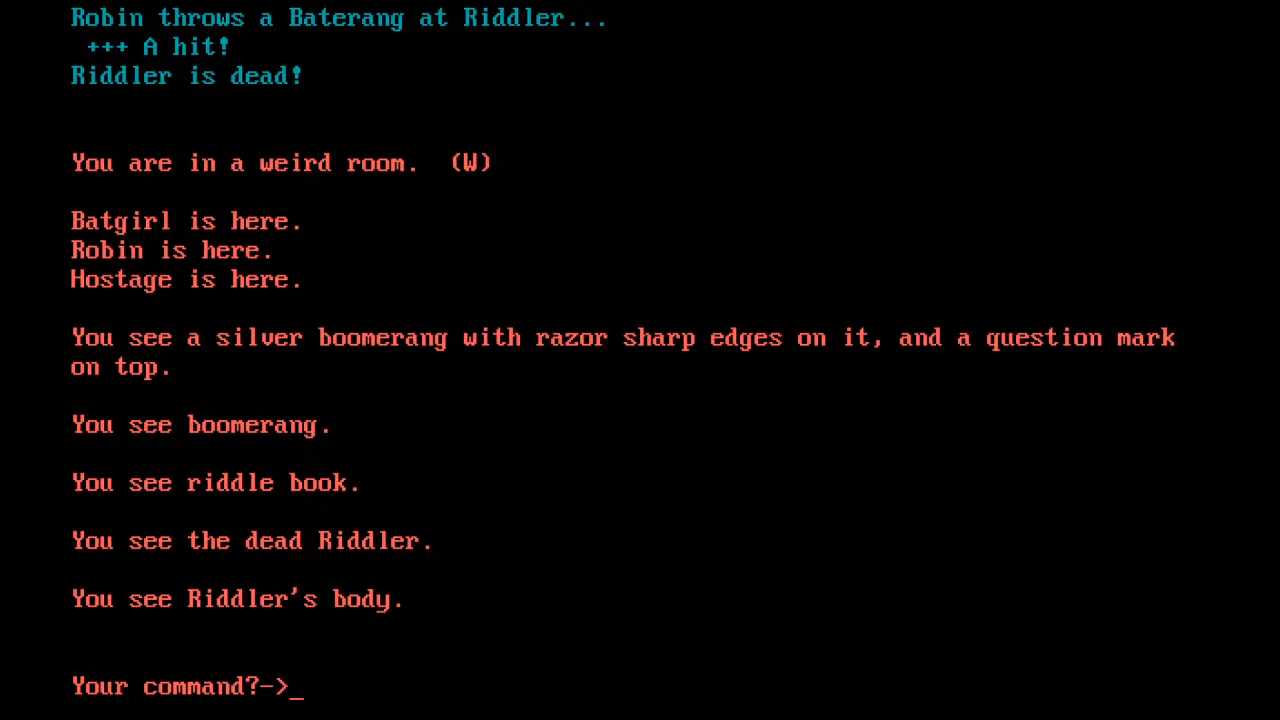 Robin throws a Baterang at Riddler...
+++ A hit!
Riddler is dead!
You are in a weird room.  (W)
Batgirl is here.
Robin is here.
Hostage is here.
You see a silver boomerang with razor sharp edges on it, and a question mark
on top.
You see boomerang.
You see riddle book.
You see the dead Riddler.
You see Riddler's body.
Your command?->_